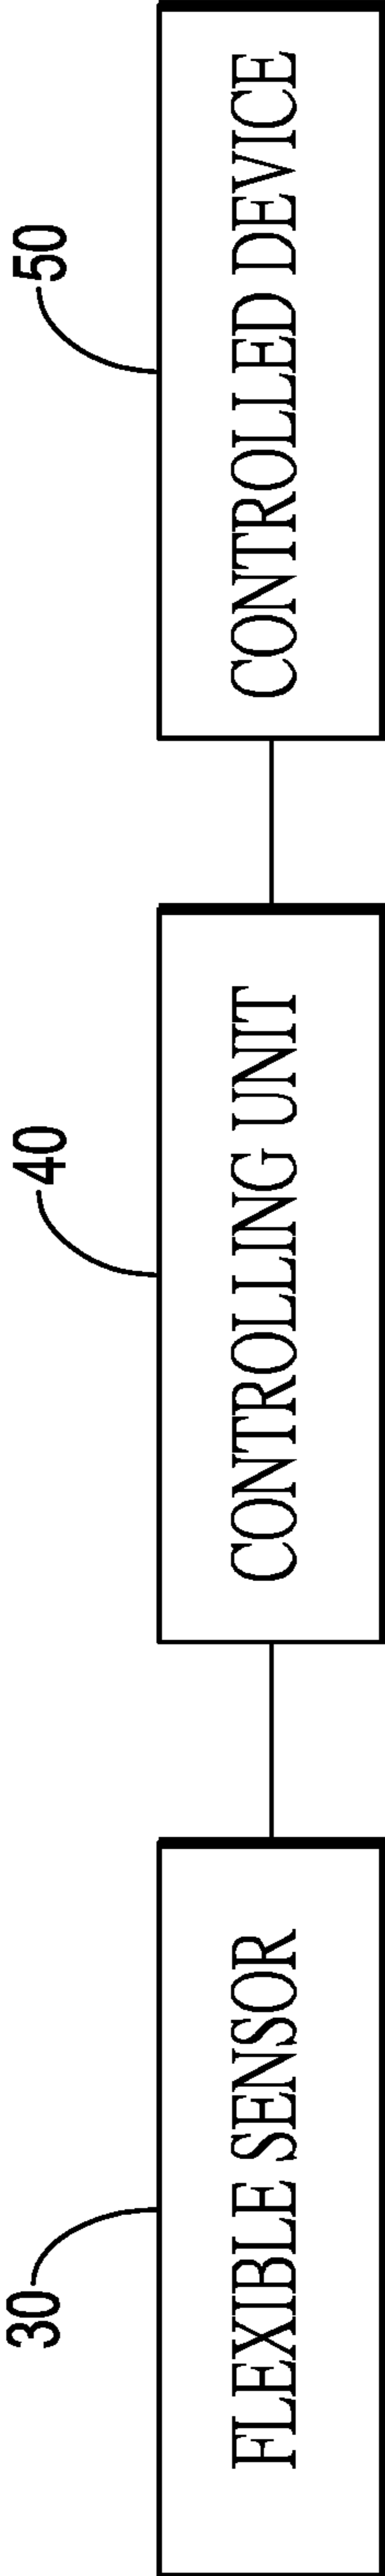 30
40
50
FLEXIBLE SENSOR
CONTROLLING UNIT
CONTROLLED DEVICE